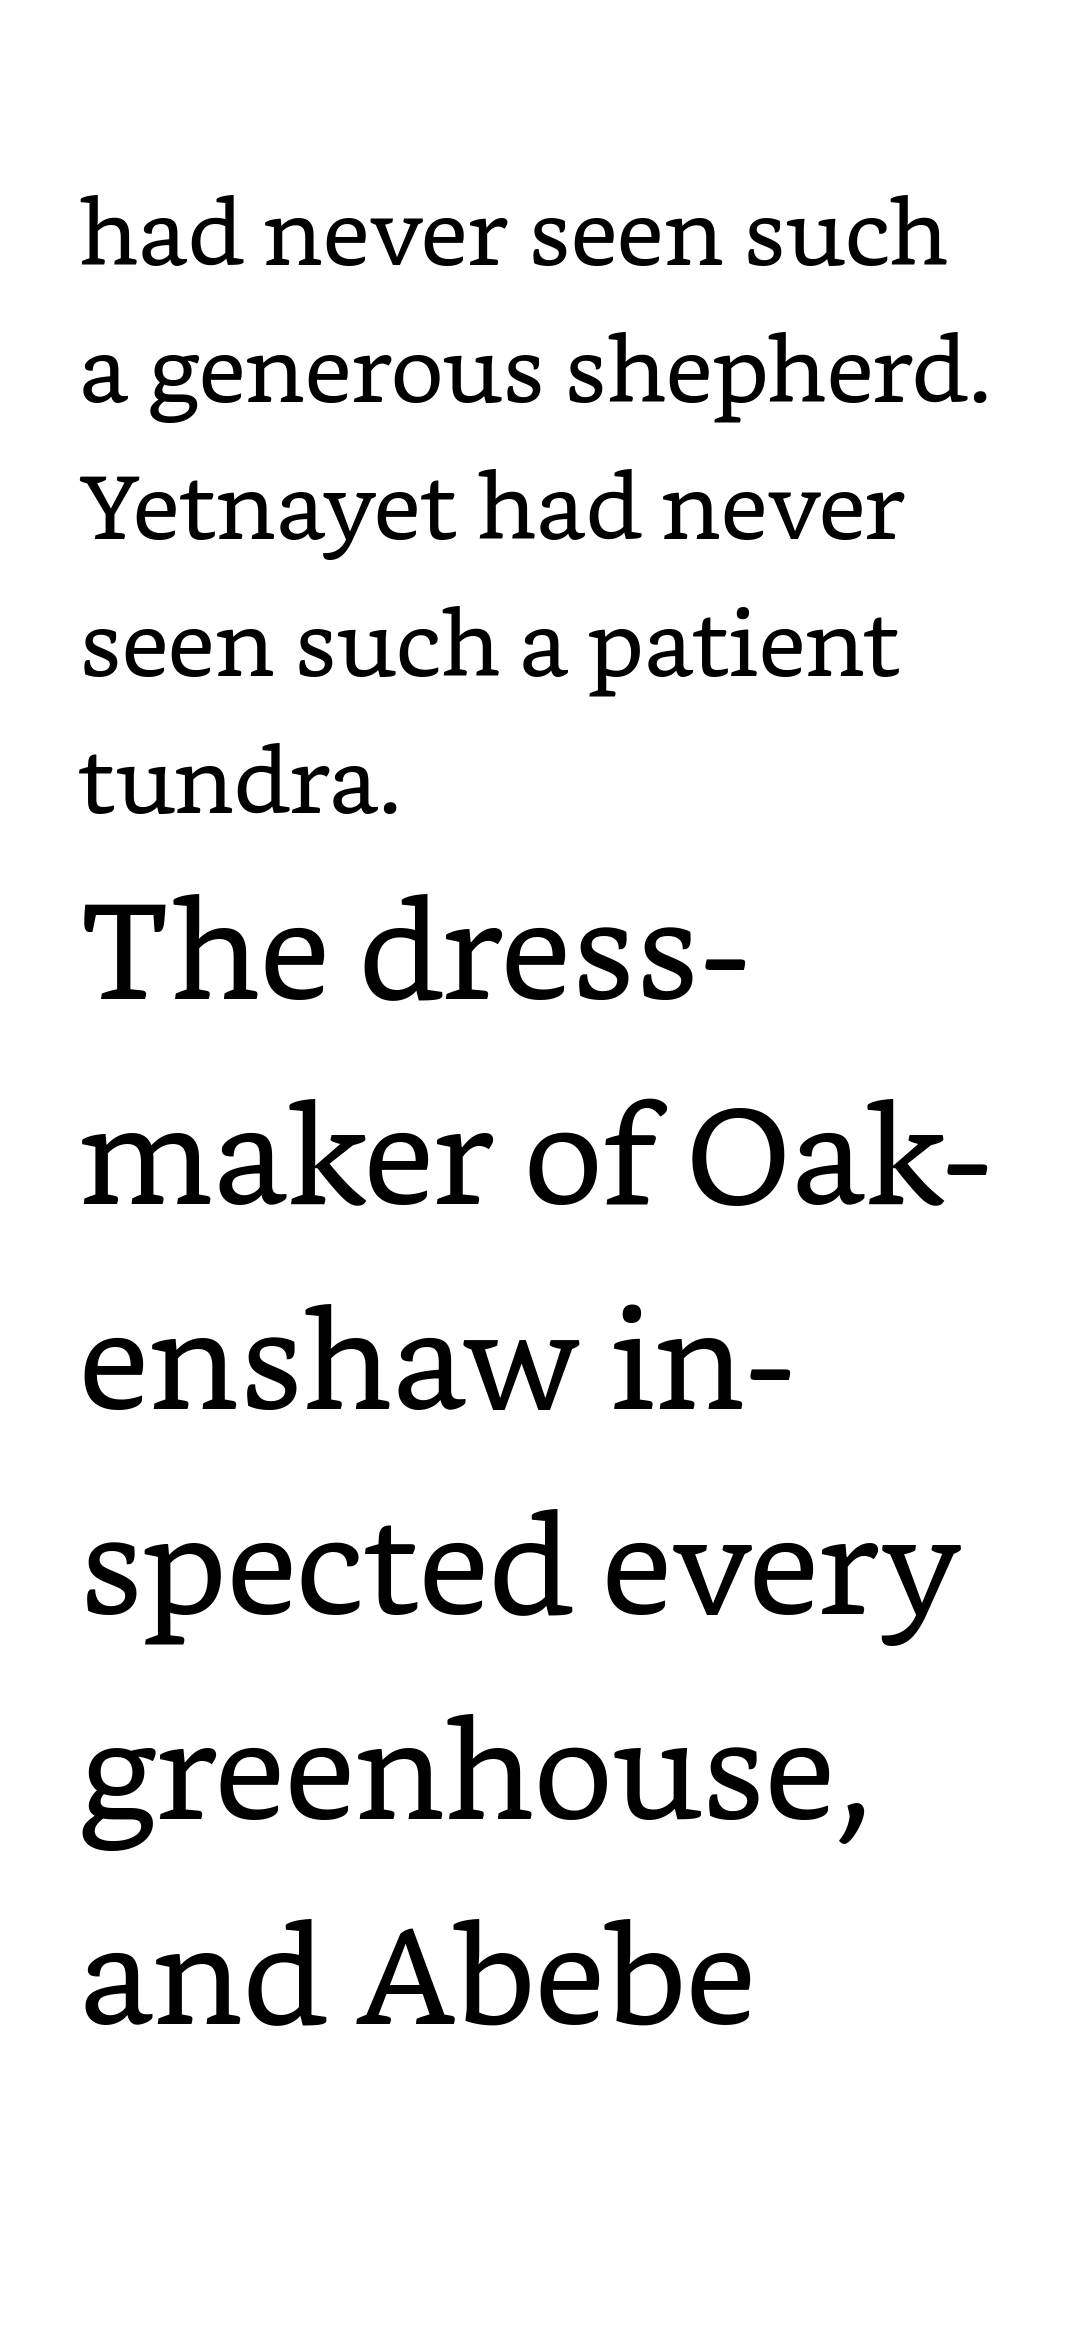 had never seen such
a generous shepherd.
Yetnayet had never
seen such a patient
tundra.
The dress-
maker of Oak-
enshaw in-
spected every
greenhouse,
and Abebe